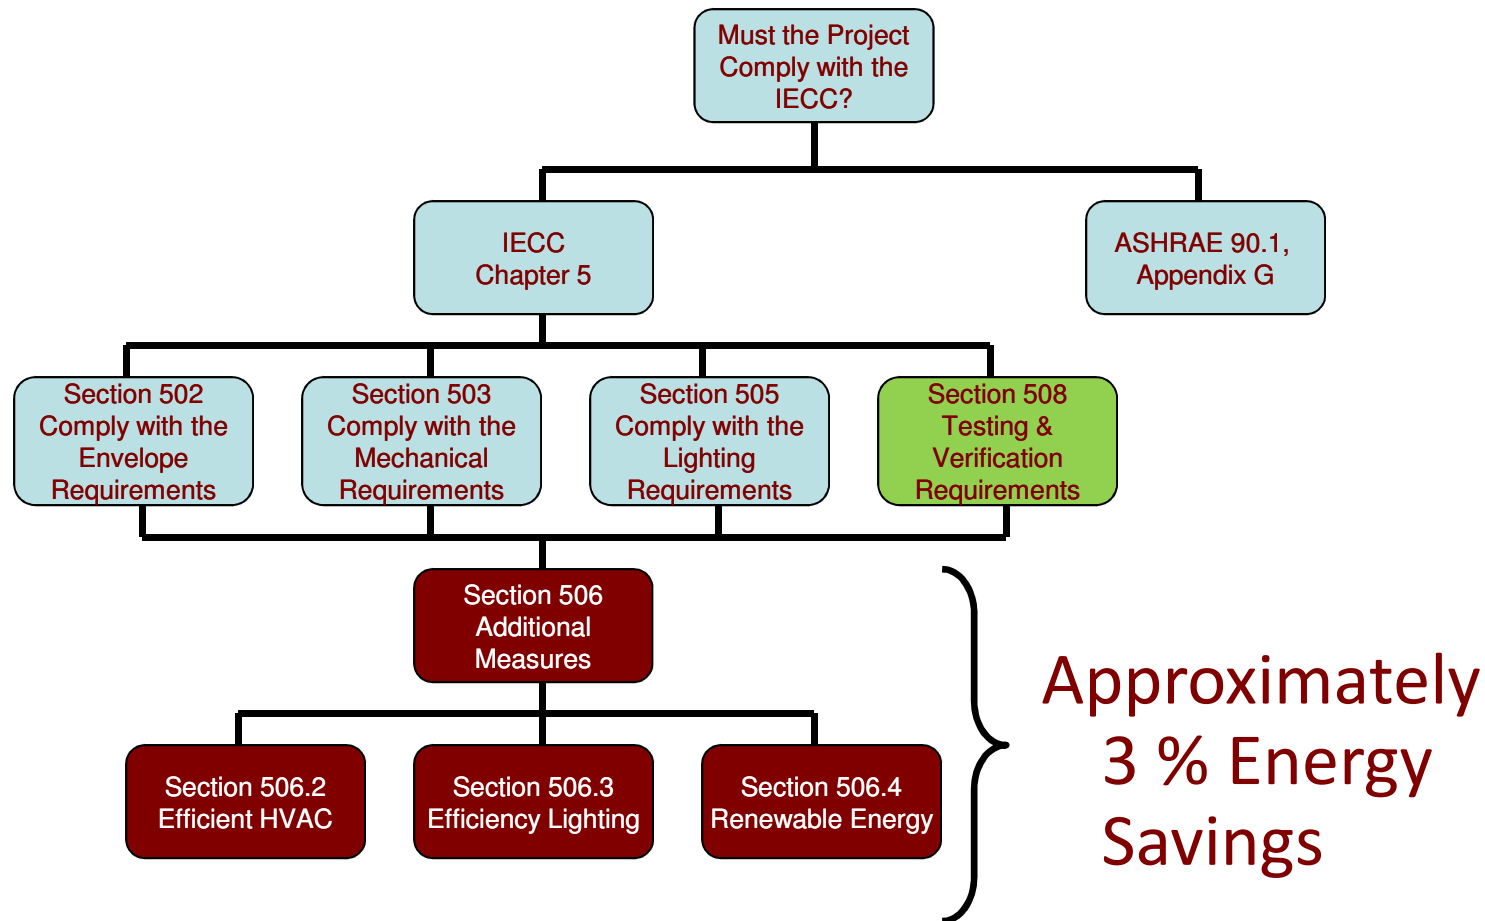 Must the Project
Comply with the
IECC?
IECC
Chapter 5
ASHRAE 90.1,
Appendix G
Section 502
Comply with the
Envelope
Requirements
Section 503
Comply with the
Mechanical
Requirements
Section 505
Comply with the
Lighting
Requirements
Section 508
Testing &
Verification
Requirements
Section 506
Additional
Measures
Section 506.2
Efficient HVAC
Section 506.3
Efficiency Lighting
Section 506.4
Renewable Energy
Approximately
3 % Energy
Savings